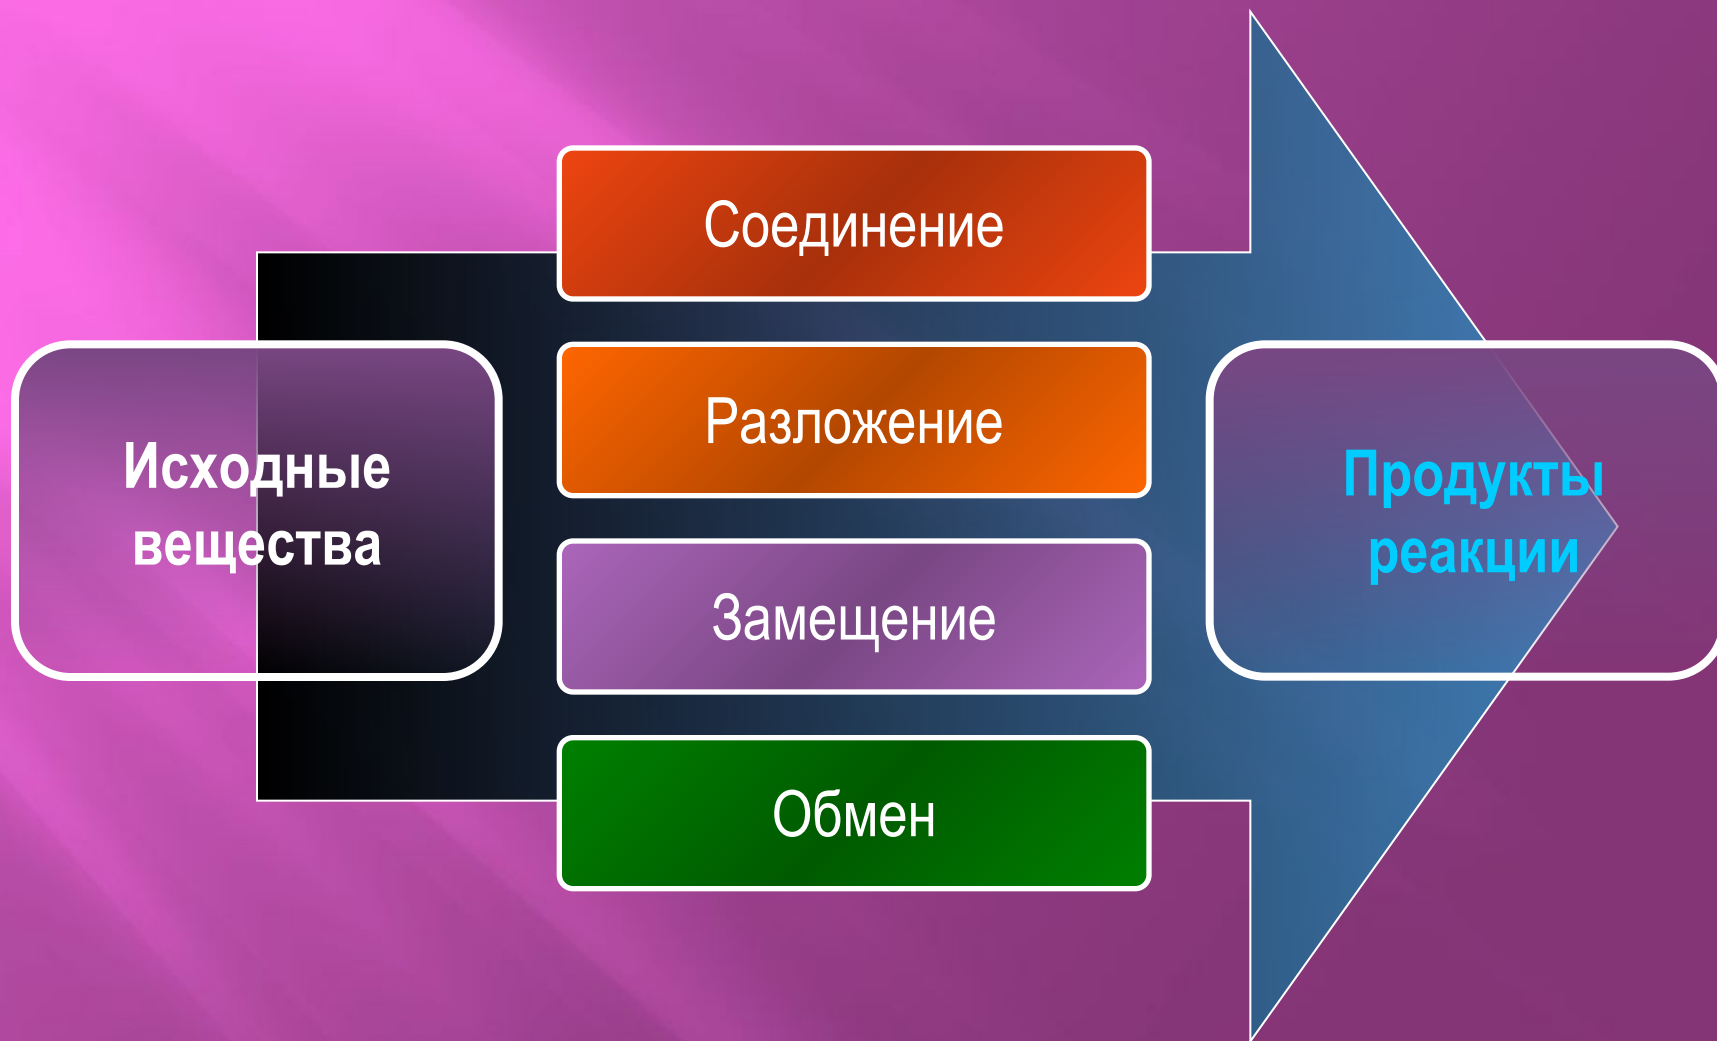 Исходные
вещества
Соединение
Разложение
Замещение
Обмен
Продукты
реакции